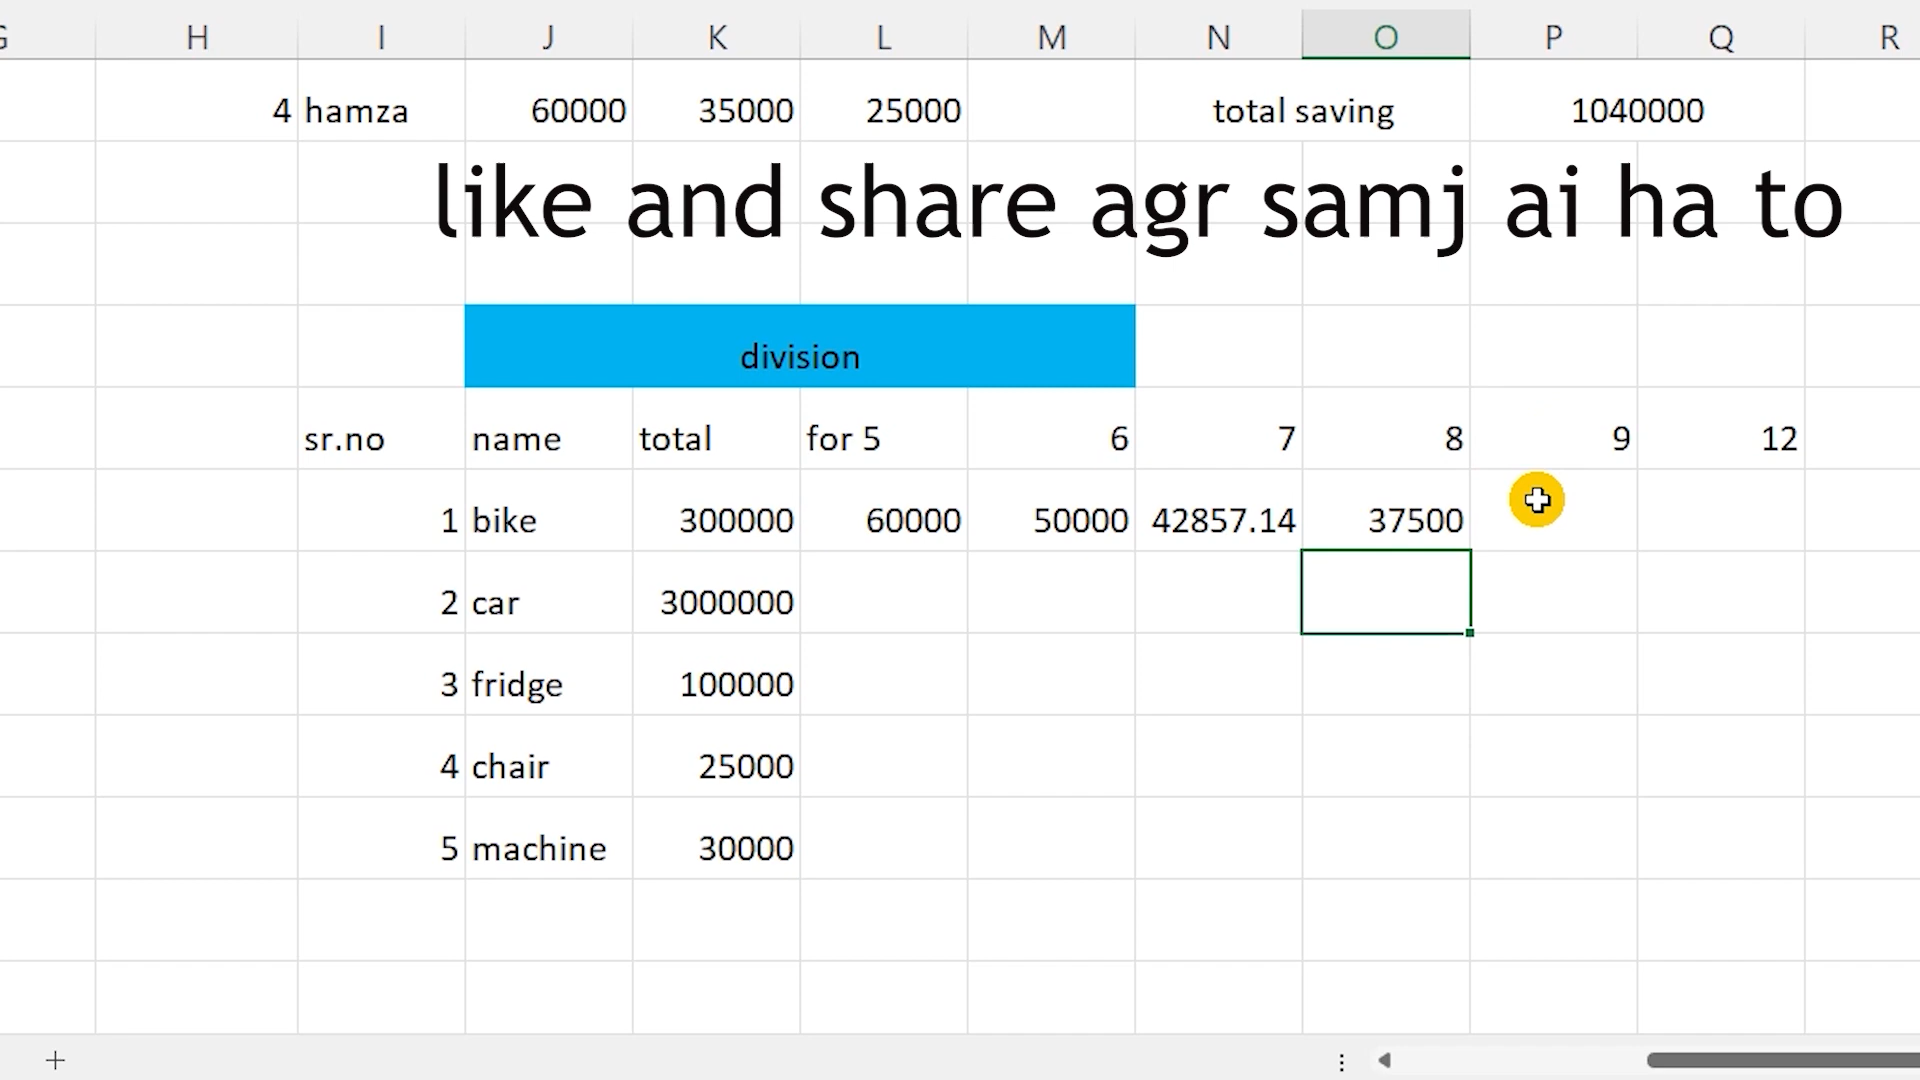 H I J K L M N O P Q R
4 hamza 60000 35000 25000 total saving 1040000
like and share agr samj ai ha to
division
sr.no name total for 5 6 7 8 9 12
1 bike 300000 60000 50000 42857.14 37500
2 car 3000000
3 fridge 100000
4 chair 25000
5 machine 30000